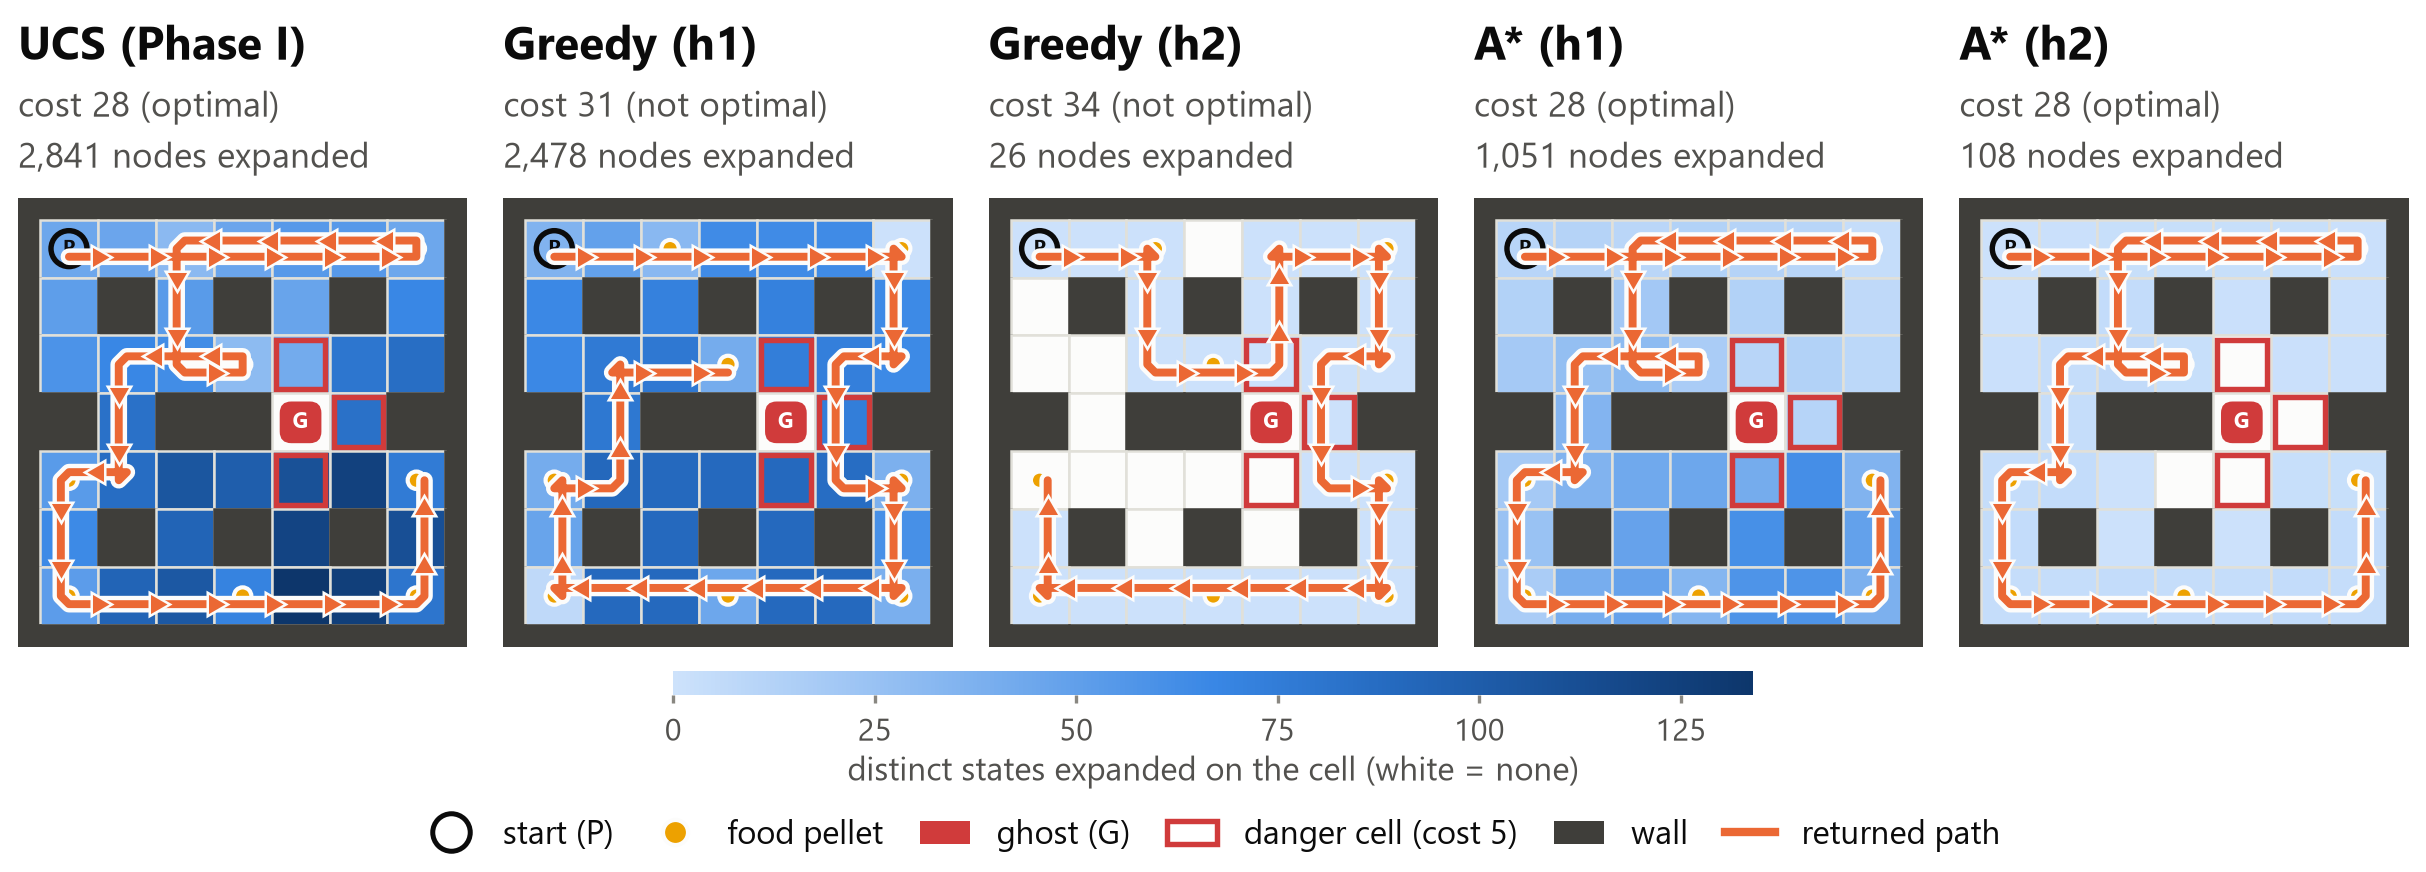 UCS (Phase I)
cost 28 (optimal)
2,841 nodes expanded
P
G
Greedy (h1)
cost 31 (not optimal)
2,478 nodes expanded
P
G
Greedy (h2)
cost 34 (not optimal)
26 nodes expanded
P
G
A* (h1)
cost 28 (optimal)
1,051 nodes expanded
P
G
A* (h2)
cost 28 (optimal)
108 nodes expanded
P
G
0 25 50 75 100 125
distinct states expanded on the cell (white = none)
start (P) food pellet ghost (G) danger cell (cost 5) wall returned path